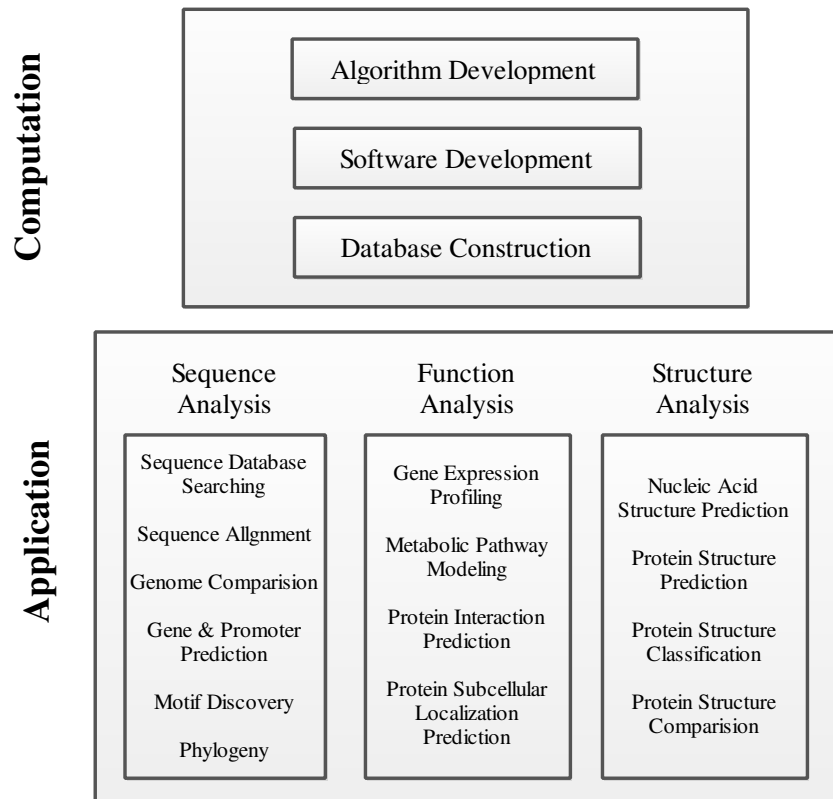 Computation
Algorithm Development
Software Development
Database Construction
Application
Sequence
Analysis
Sequence Database
Searching
Sequence Allgnment
Genome Comparision
Gene & Promoter
Prediction
Motif Discovery
Phylogeny
Function
Analysis
Gene Expression
Profiling
Metabolic Pathway
Modeling
Protein Interaction
Prediction
Protein Subcellular
Localization
Prediction
Structure
Analysis
Nucleic Acid
Structure Prediction
Protein Structure
Prediction
Protein Structure
Classification
Protein Structure
Comparision